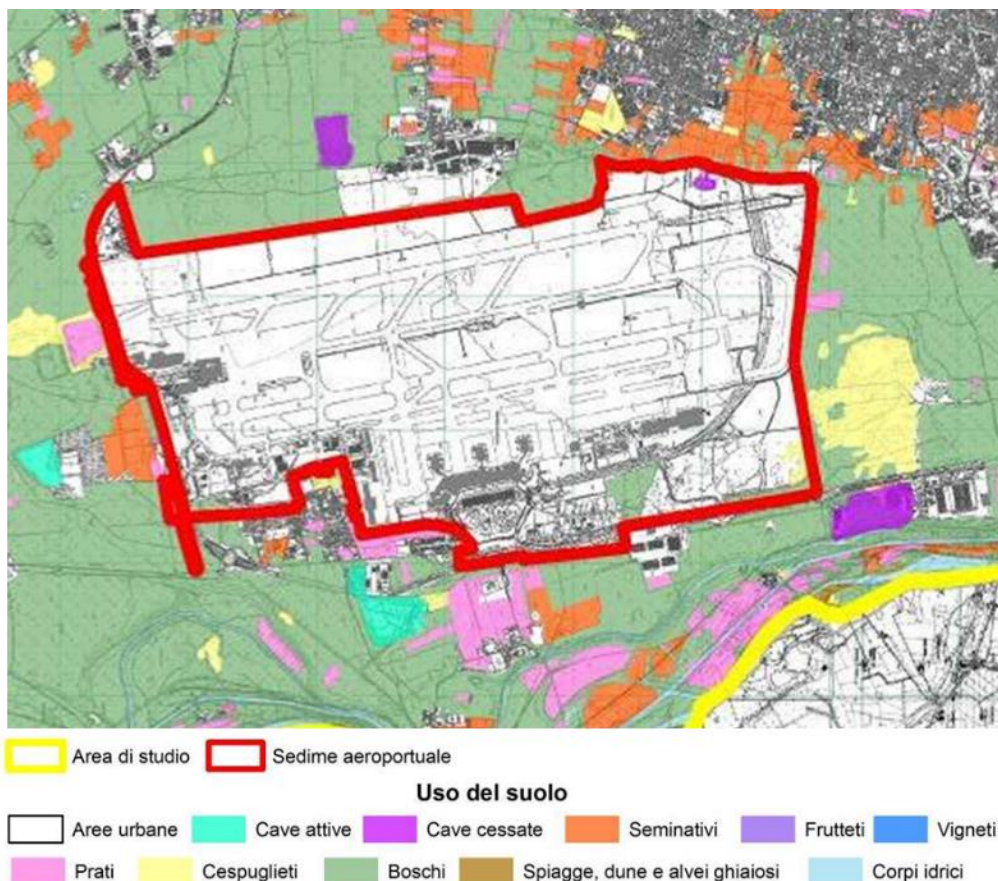 Area di studio Sedime aeroportuale
Uso del suolo
Aree urbane Cave attive Cave cessate Seminativi Frutteti Vigneti
Prati Cespuglieti Boschi Spiagge, dune e alvei ghiaiosi Corpi idrici